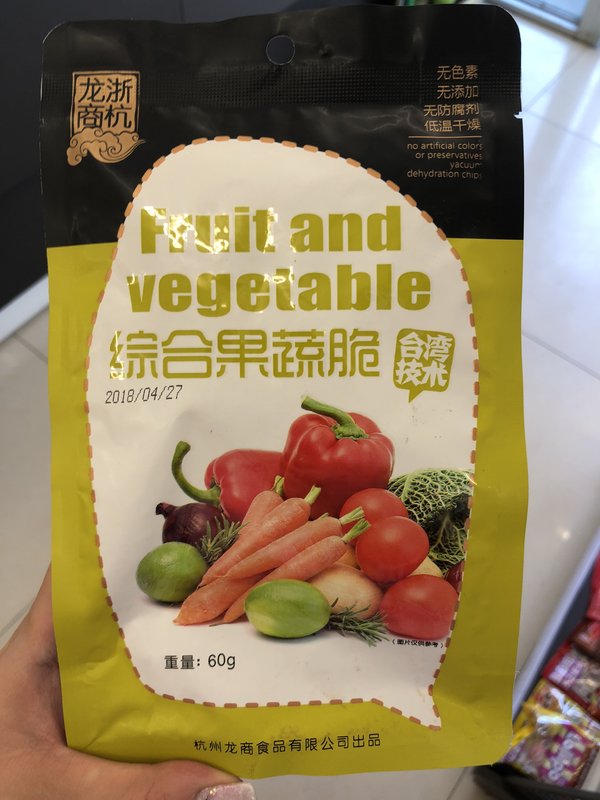 浙杭
龙商
无色素
无添加
无防腐剂
低温干燥
no artificial colors
or preservatives
vacuum
dehydration chips
Fruit and
vegetable
综合果蔬脆
台湾
技术
2018/04/27
(图片仅供参考)
重量: 60g
杭州龙商食品有限公司出品